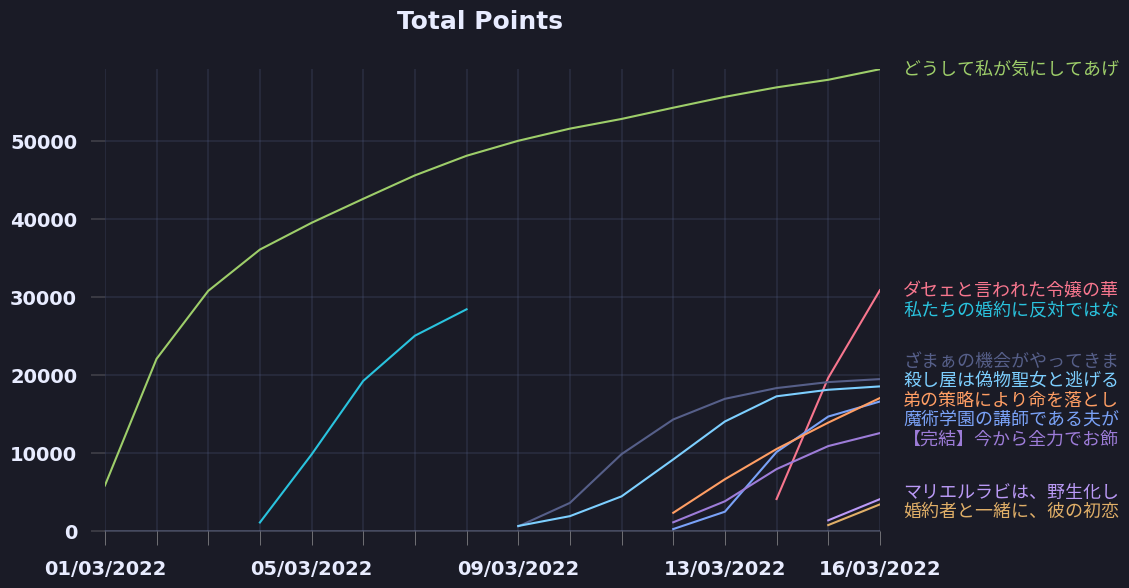 Total Points
どうして私が気にしてあげ
50000
40000
30000
ダセェと言われた令嬢の華
私たちの婚約に反対ではな
20000
ざまぁの機会がやってきま
殺し屋は偽物聖女と逃げる
弟の策略により命を落とし
魔術学園の講師である夫が
10000
【完結】今から全力でお飾
マリエルラビは、野生化し
婚約者と一緒に、彼の初恋
0
01/03/2022 05/03/2022 09/03/2022 13/03/2022 16/03/2022